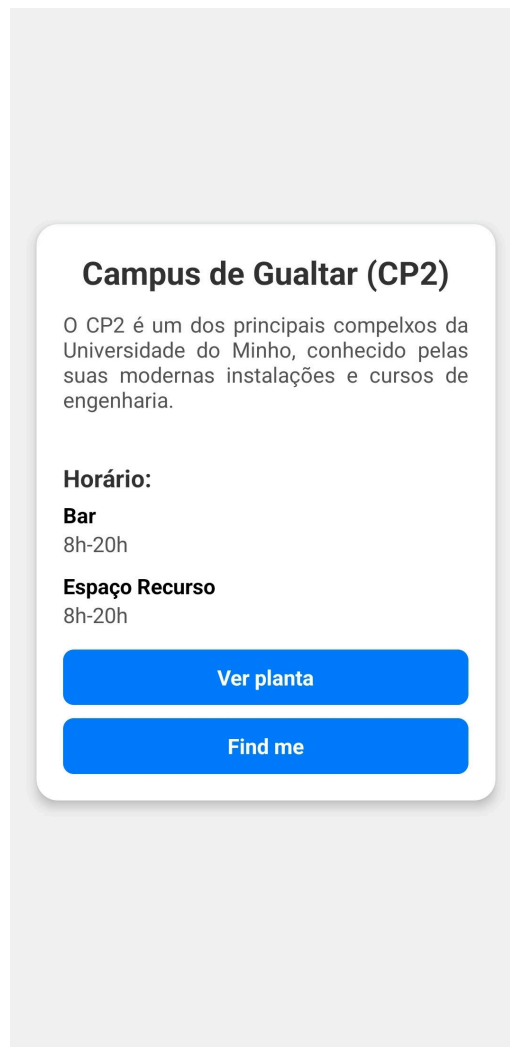 Campus de Gualtar (CP2)
O CP2 é um dos principais compelxos da
Universidade do Minho, conhecido pelas
suas modernas instalações e cursos de
engenharia.
Horário:
Bar
8h-20h
Espaço Recurso
8h-20h
Ver planta
Find me